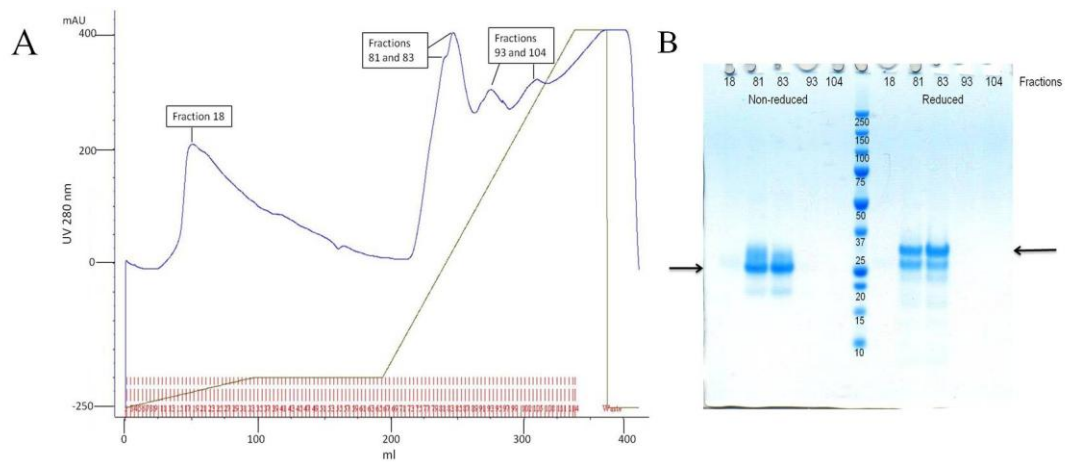 A
mAU
400
200
0
-250
UV 280 nm
Fraction 18
Fractions
81 and 83
Fractions
93 and 104
Waste
0
100
200
300
400
ml
B
18 81 83 93 104 18 81 83 93 104 Fractions
Non-reduced Reduced
250
150
100
75
50
37
25
20
15
10